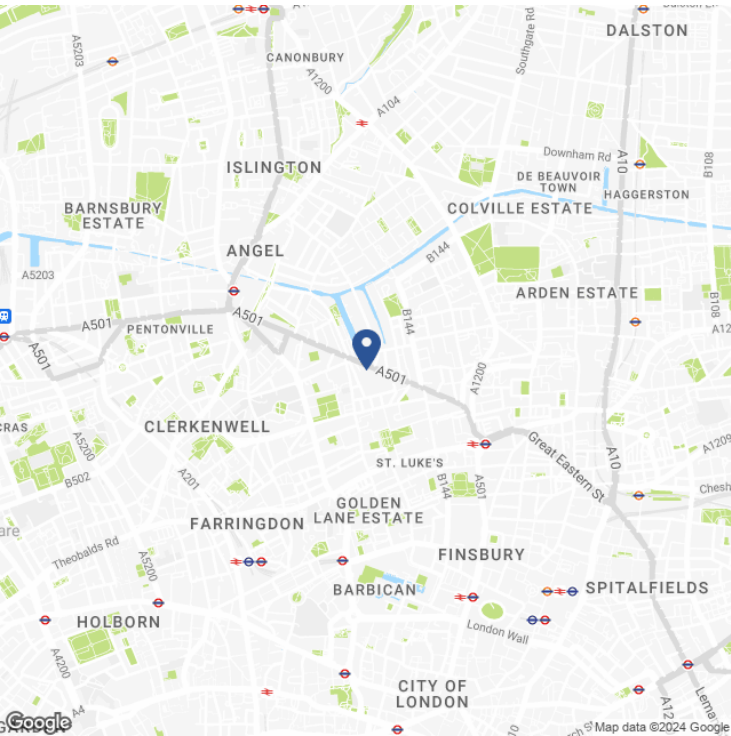 DALSTON
A5203
CANONBURY
Southgate Rd
A1200
A104
Downham Rd
A10
B108
ISLINGTON
DE BEAUVOIR
TOWN
HAGGERSTON
BARNSBURY
ESTATE
COLVILLE ESTATE
ANGEL
B144
A5203
ARDEN ESTATE
B108
A501
A501
B144
PENTONVILLE
A501
A501
A1200
CLERKENWELL
A5200
Great Eastern St
A10
A1209
B502
A201
ST. LUKE'S
B144
A501
GOLDEN
LANE ESTATE
FARRINGDON
Theobalds Rd
A5200
FINSBURY
BARBICAN
SPITALFIELDS
HOLBORN
London Wall
A4200
CITY OF
LONDON
A4
Google
Map data ©2024 Google